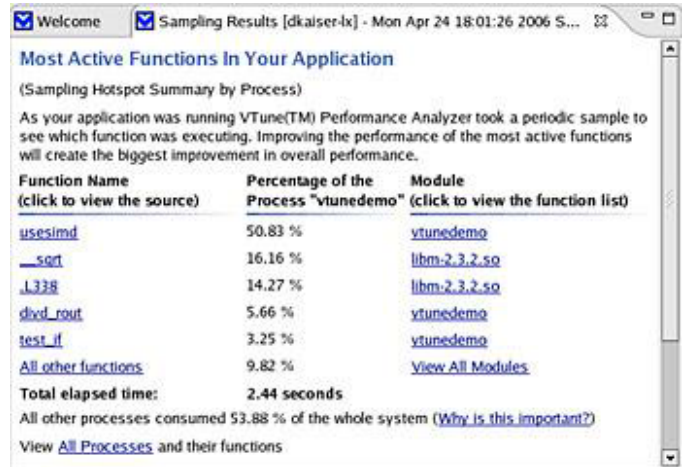 Welcome
Sampling Results [dkaiser-lx] - Mon Apr 24 18:01:26 2006 S...
Most Active Functions In Your Application
(Sampling Hotspot Summary by Process)
As your application was running VTune(TM) Performance Analyzer took a periodic sample to
see which function was executing. Improving the performance of the most active functions
will create the biggest improvement in overall performance.
Function Name Percentage of the Module
(click to view the source) Process "vtunedemo" (click to view the function list)
usesimd 50.83 % vtunedemo
__sqrt 16.16 % libm-2.3.2.so
.L338 14.27 % libm-2.3.2.so
divd_rout 5.66 % vtunedemo
test_if 3.25 % vtunedemo
All other functions 9.82 % View All Modules
Total elapsed time: 2.44 seconds
All other processes consumed 53.88 % of the whole system (Why is this important?)
View All Processes and their functions